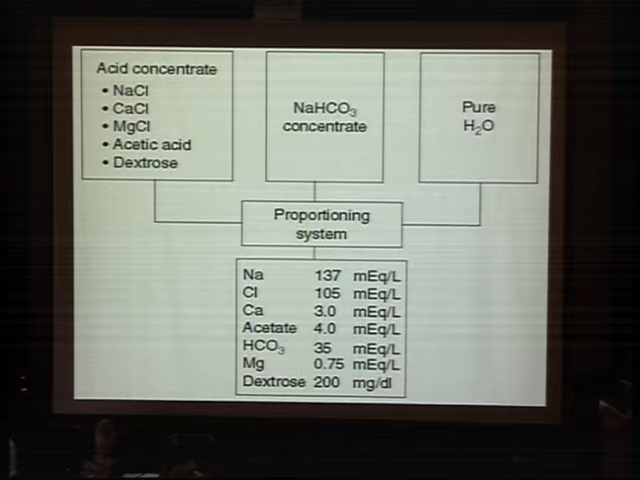 Acid concentrate
• NaCl
• CaCl
• MgCl
• Acetic acid
• Dextrose
NaHCO₃
concentrate
Pure
H₂O
Proportioning
system
Na 137 mEq/L
Cl 105 mEq/L
Ca 3.0 mEq/L
Acetate 4.0 mEq/L
HCO₃ 35 mEq/L
Mg 0.75 mEq/L
Dextrose 200 mg/dl